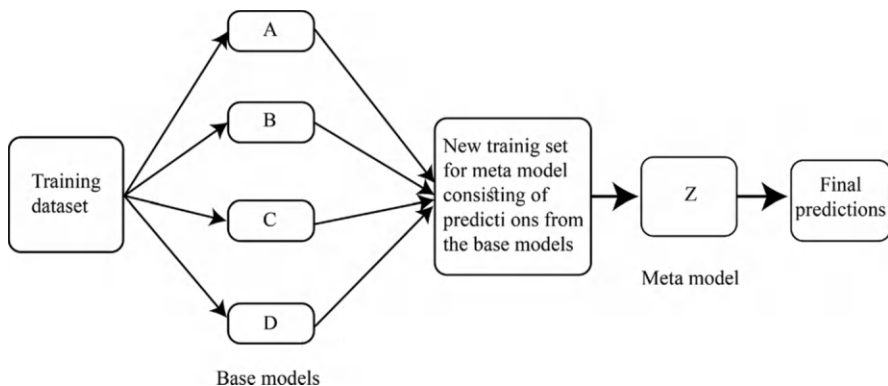 A
B
C
D
Base models
Training
dataset
New trainig set
for meta model
consisting of
predicti ons from
the base models
Z
Meta model
Final
predictions